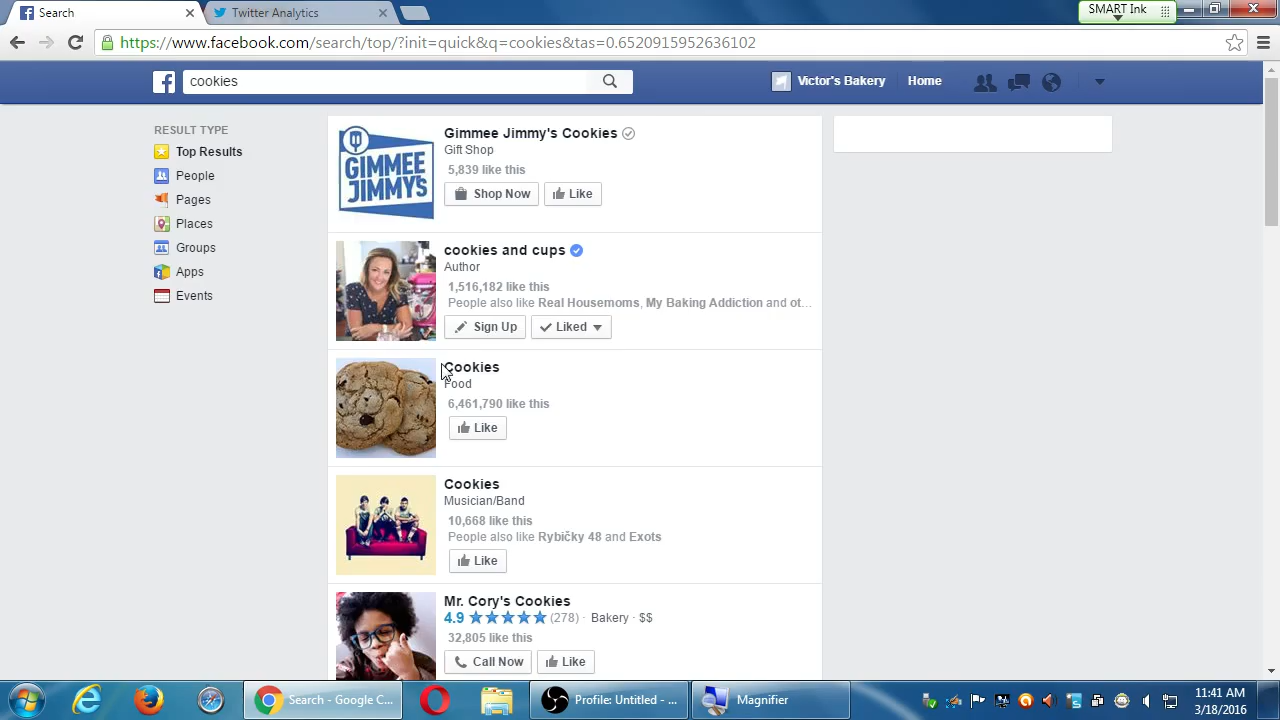 Search
Twitter Analytics
SMART Ink
https://www.facebook.com/search/top/?init=quick&q=cookies&tas=0.6520915952636102
cookies
Victor's Bakery
Home
RESULT TYPE
Top Results
People
Pages
Places
Groups
Apps
Events
GIMMEE
JIMMY'S
Gimmee Jimmy's Cookies
Gift Shop
5,839 like this
Shop Now
Like
cookies and cups
Author
1,516,182 like this
People also like Real Housemoms, My Baking Addiction and ot...
Sign Up
Liked
Cookies
Food
6,461,790 like this
Like
Cookies
Musician/Band
10,668 like this
People also like Rybičky 48 and Exots
Like
Mr. Cory's Cookies
4.9 (278) · Bakery · $$
32,805 like this
Call Now
Like
Search - Google C...
Profile: Untitled - ...
Magnifier
11:41 AM
3/18/2016